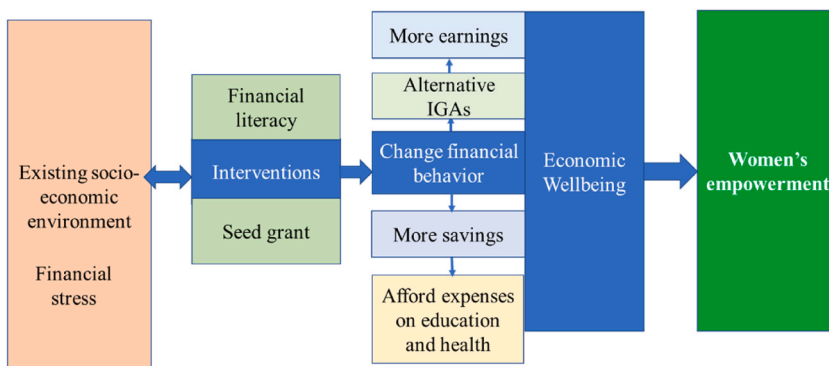 Existing socio-
economic
environment
Financial
stress
Financial
literacy
Interventions
Seed grant
More earnings
Alternative
IGAs
Change financial
behavior
More savings
Afford expenses
on education
and health
Economic
Wellbeing
Women’s
empowerment